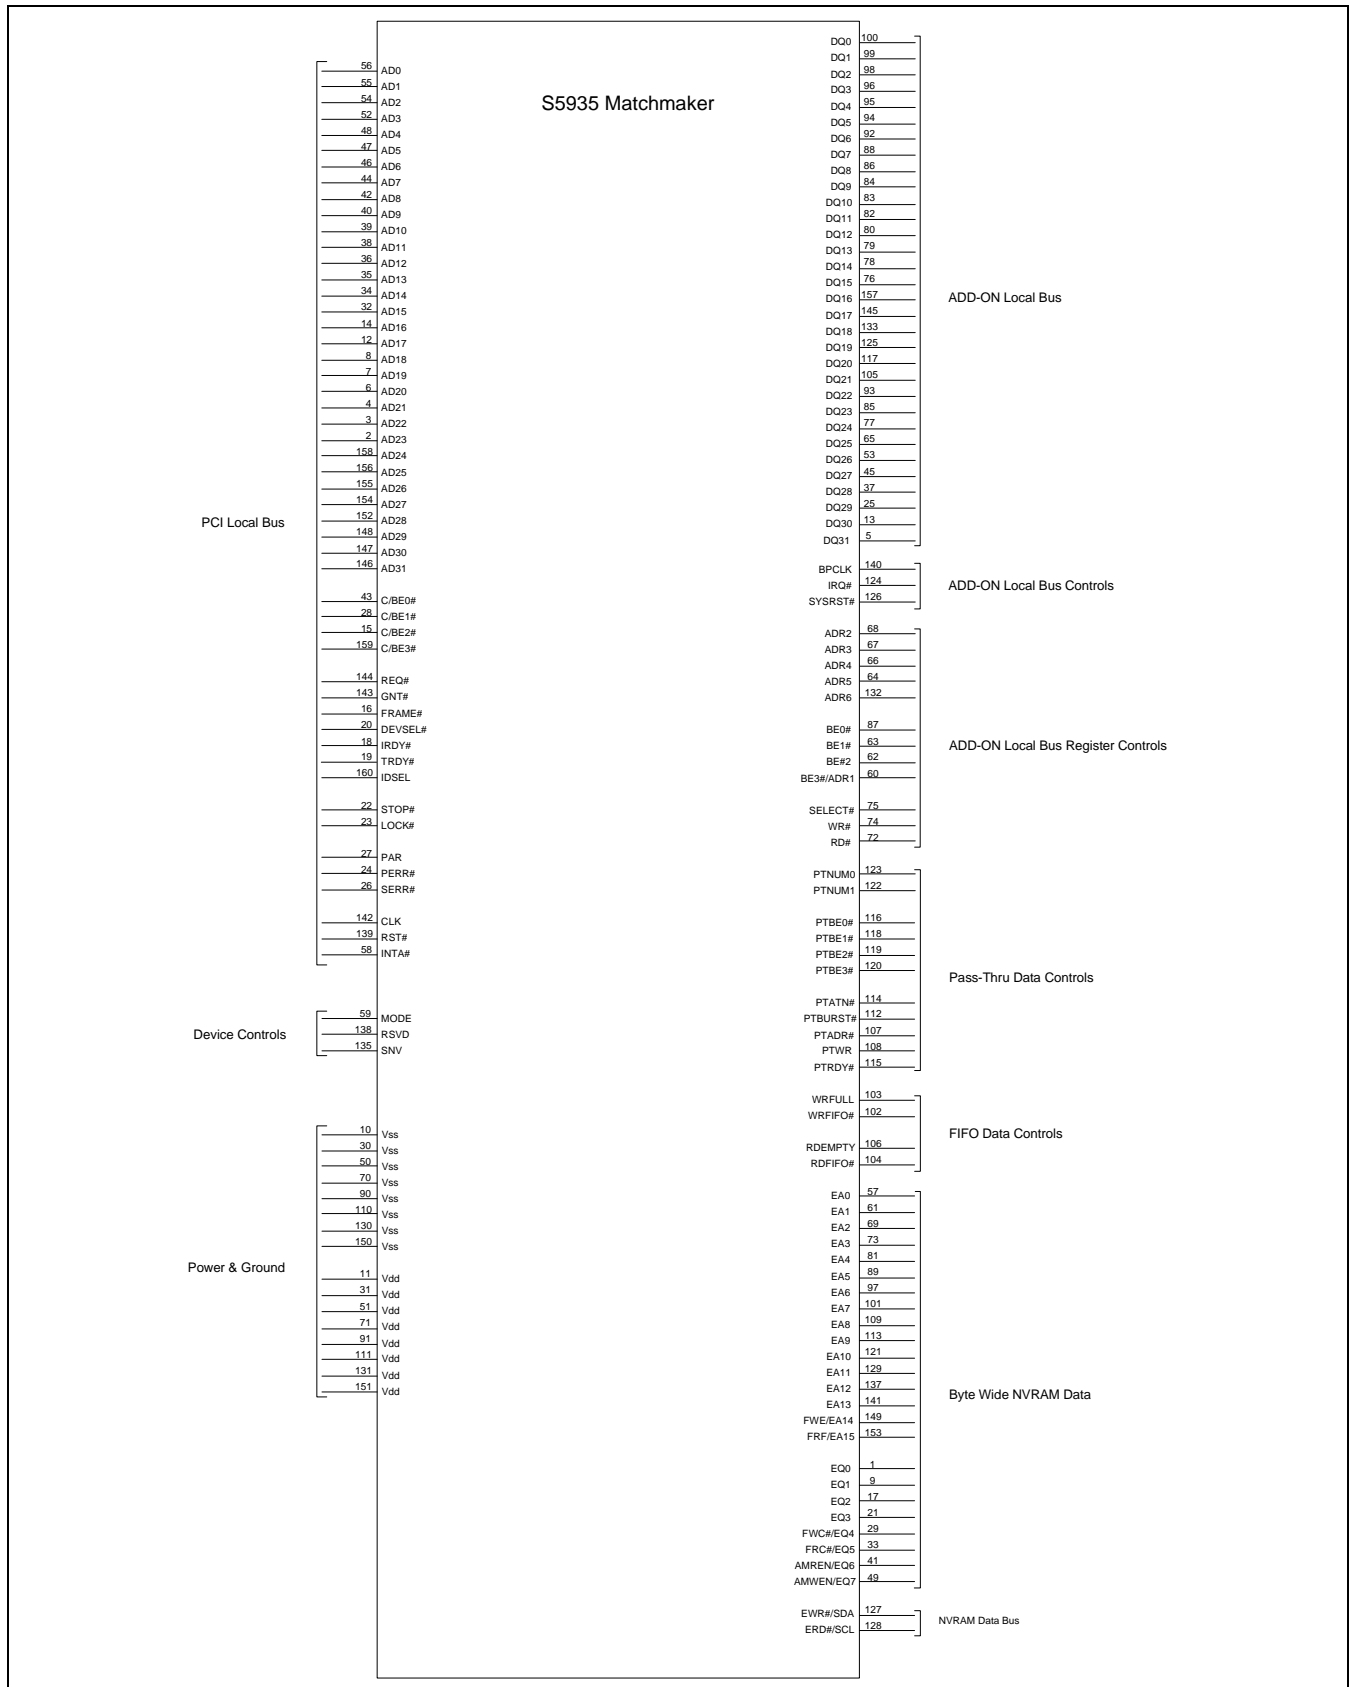 S5935 Matchmaker
PCI Local Bus
56 AD0
55 AD1
54 AD2
52 AD3
48 AD4
47 AD5
46 AD6
44 AD7
42 AD8
40 AD9
39 AD10
38 AD11
36 AD12
35 AD13
34 AD14
32 AD15
14 AD16
12 AD17
8 AD18
7 AD19
6 AD20
4 AD21
3 AD22
2 AD23
158 AD24
156 AD25
155 AD26
154 AD27
152 AD28
148 AD29
147 AD30
146 AD31
43 C/BE0#
28 C/BE1#
15 C/BE2#
159 C/BE3#
144 REQ#
143 GNT#
16 FRAME#
20 DEVSEL#
18 IRDY#
19 TRDY#
160 IDSEL
22 STOP#
23 LOCK#
27 PAR
24 PERR#
26 SERR#
142 CLK
139 RST#
58 INTA#
Device Controls
59 MODE
138 RSVD
135 SNV
Power & Ground
10 Vss
30 Vss
50 Vss
70 Vss
90 Vss
110 Vss
130 Vss
150 Vss
11 Vdd
31 Vdd
51 Vdd
71 Vdd
91 Vdd
111 Vdd
131 Vdd
151 Vdd
DQ0 100
DQ1 99
DQ2 98
DQ3 96
DQ4 95
DQ5 94
DQ6 92
DQ7 88
DQ8 86
DQ9 84
DQ10 83
DQ11 82
DQ12 80
DQ13 79
DQ14 78
DQ15 76
DQ16 157
DQ17 145
DQ18 133
DQ19 125
DQ20 117
DQ21 105
DQ22 93
DQ23 85
DQ24 77
DQ25 65
DQ26 53
DQ27 45
DQ28 37
DQ29 25
DQ30 13
DQ31 5
ADD-ON Local Bus
BPCLK 140
IRQ# 124
SYSRST# 126
ADD-ON Local Bus Controls
ADR2 68
ADR3 67
ADR4 66
ADR5 64
ADR6 132
BE0# 87
BE1# 63
BE#2 62
BE3#/ADR1 60
SELECT# 75
WR# 74
RD# 72
ADD-ON Local Bus Register Controls
PTNUM0 123
PTNUM1 122
PTBE0# 116
PTBE1# 118
PTBE2# 119
PTBE3# 120
PTATN# 114
PTBURST# 112
PTADR# 107
PTWR 108
PTRDY# 115
Pass-Thru Data Controls
WRFULL 103
WRFIFO# 102
RDEMPTY 106
RDFIFO# 104
FIFO Data Controls
EA0 57
EA1 61
EA2 69
EA3 73
EA4 81
EA5 89
EA6 97
EA7 101
EA8 109
EA9 113
EA10 121
EA11 129
EA12 137
EA13 141
FWE/EA14 149
FRF/EA15 153
EQ0 1
EQ1 9
EQ2 17
EQ3 21
FWC#/EQ4 29
FRC#/EQ5 33
AMREN/EQ6 41
AMWEN/EQ7 49
Byte Wide NVRAM Data
EWR#/SDA 127
ERD#/SCL 128
NVRAM Data Bus